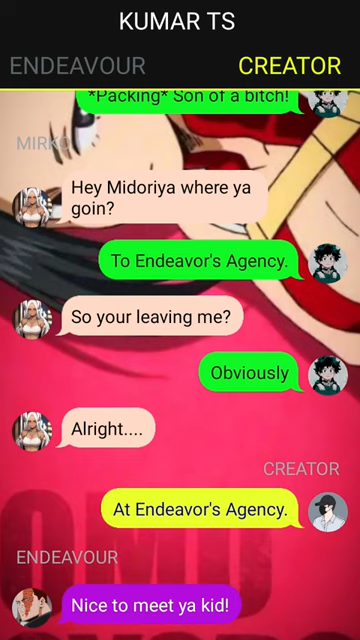 KUMAR TS
ENDEAVOUR
CREATOR
*Packing* Son of a bitch!
MIRKO
Hey Midoriya where ya
goin?
To Endeavor's Agency.
So your leaving me?
Obviously
Alright....
CREATOR
At Endeavor's Agency.
ENDEAVOUR
Nice to meet ya kid!